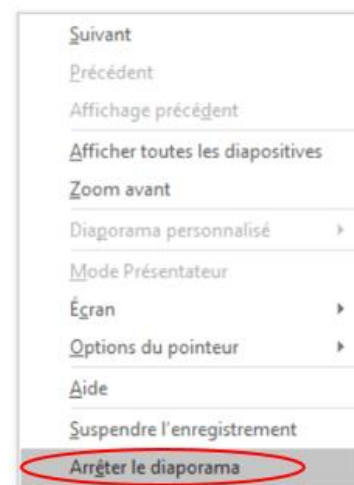 Suivant
Précédent
Affichage précédent
Afficher toutes les diapositives
Zoom avant
Diaporama personnalisé
Mode Présentateur
Écran
Options du pointeur
Aide
Suspendre l'enregistrement
Arrêter le diaporama